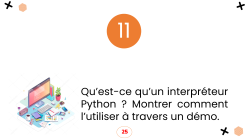 11
Qu'est-ce qu'un interpréteur
Python ? Montrer comment
l'utiliser à travers un démo.
25